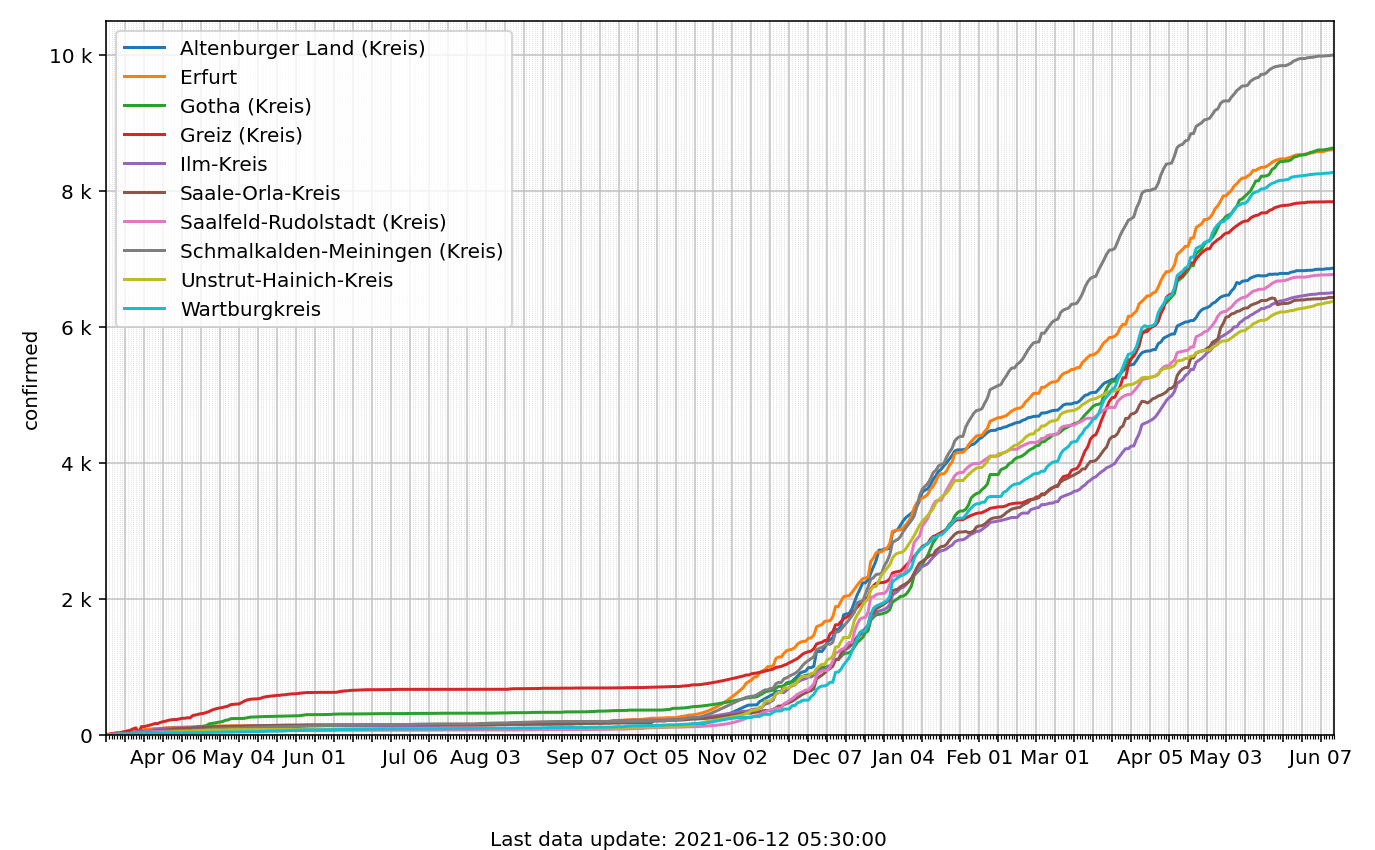 10 k
8 k
6 k
4 k
2 k
0
confirmed
Altenburger Land (Kreis)
Erfurt
Gotha (Kreis)
Greiz (Kreis)
Ilm-Kreis
Saale-Orla-Kreis
Saalfeld-Rudolstadt (Kreis)
Schmalkalden-Meiningen (Kreis)
Unstrut-Hainich-Kreis
Wartburgkreis
Apr 06 May 04 Jun 01 Jul 06 Aug 03 Sep 07 Oct 05 Nov 02 Dec 07 Jan 04 Feb 01 Mar 01 Apr 05 May 03 Jun 07
Last data update: 2021-06-12 05:30:00